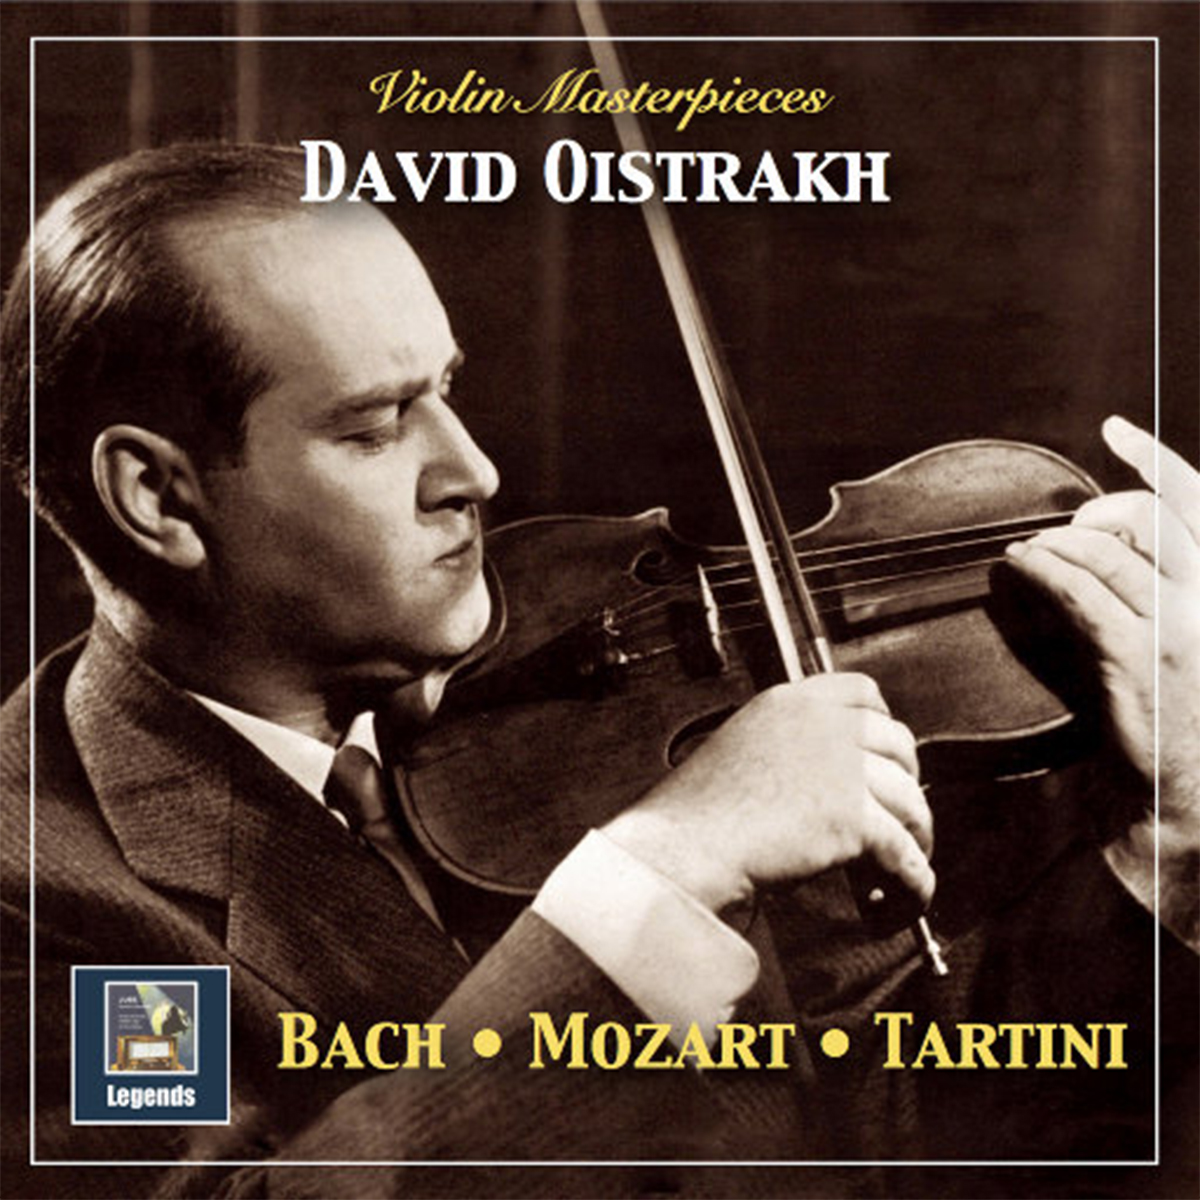 Violin Masterpieces
DAVID OISTRAKH
BACH • MOZART • TARTINI
Legends